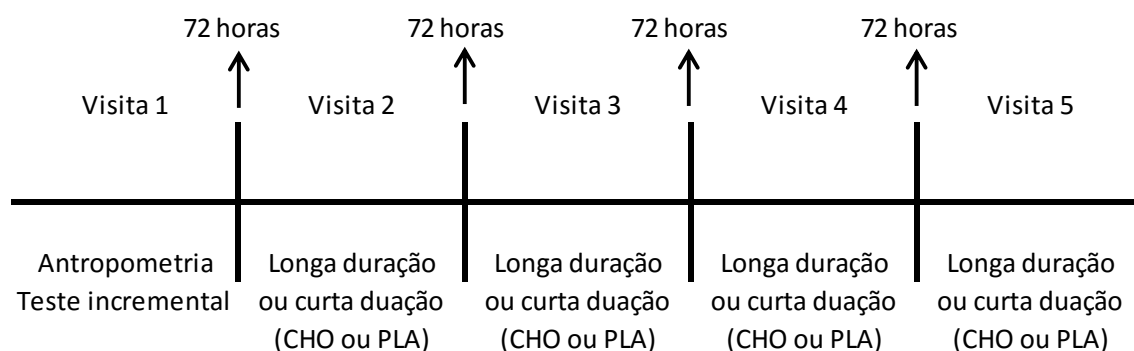 72 horas 72 horas 72 horas 72 horas
Visita 1 Visita 2 Visita 3 Visita 4 Visita 5
Antropometria Longa duração Longa duração Longa duração Longa duração
Teste incremental ou curta duação ou curta duação ou curta duação ou curta duação
(CHO ou PLA) (CHO ou PLA) (CHO ou PLA) (CHO ou PLA)